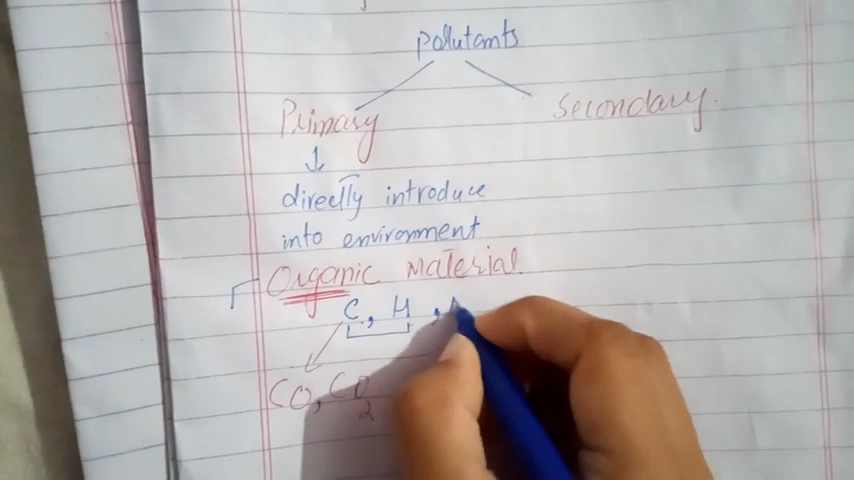 Pollutants
Primary Secondary.
↓
directly introduce
into environment
Organic material
C, H,
CO, CO2